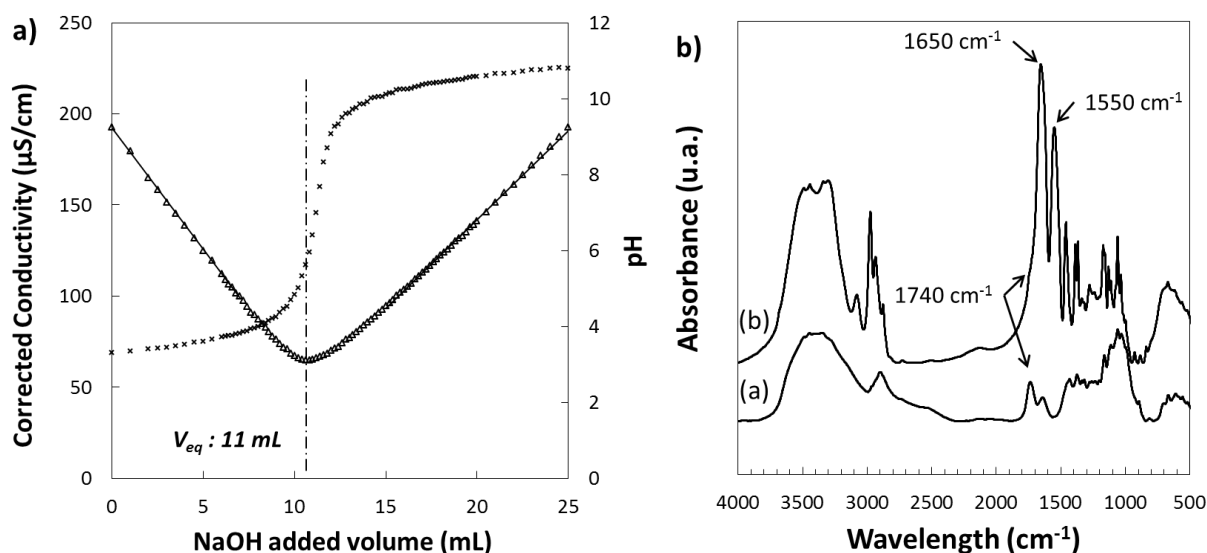 a)
250
200
150
100
50
0
Corrected Conductivity (µS/cm)
12
10
8
6
4
2
0
pH
V_eq : 11 mL
0 5 10 15 20 25
NaOH added volume (mL)
b)
1650 cm⁻¹
1550 cm⁻¹
1740 cm⁻¹
(b)
(a)
Absorbance (u.a.)
4000 3500 3000 2500 2000 1500 1000 500
Wavelength (cm⁻¹)